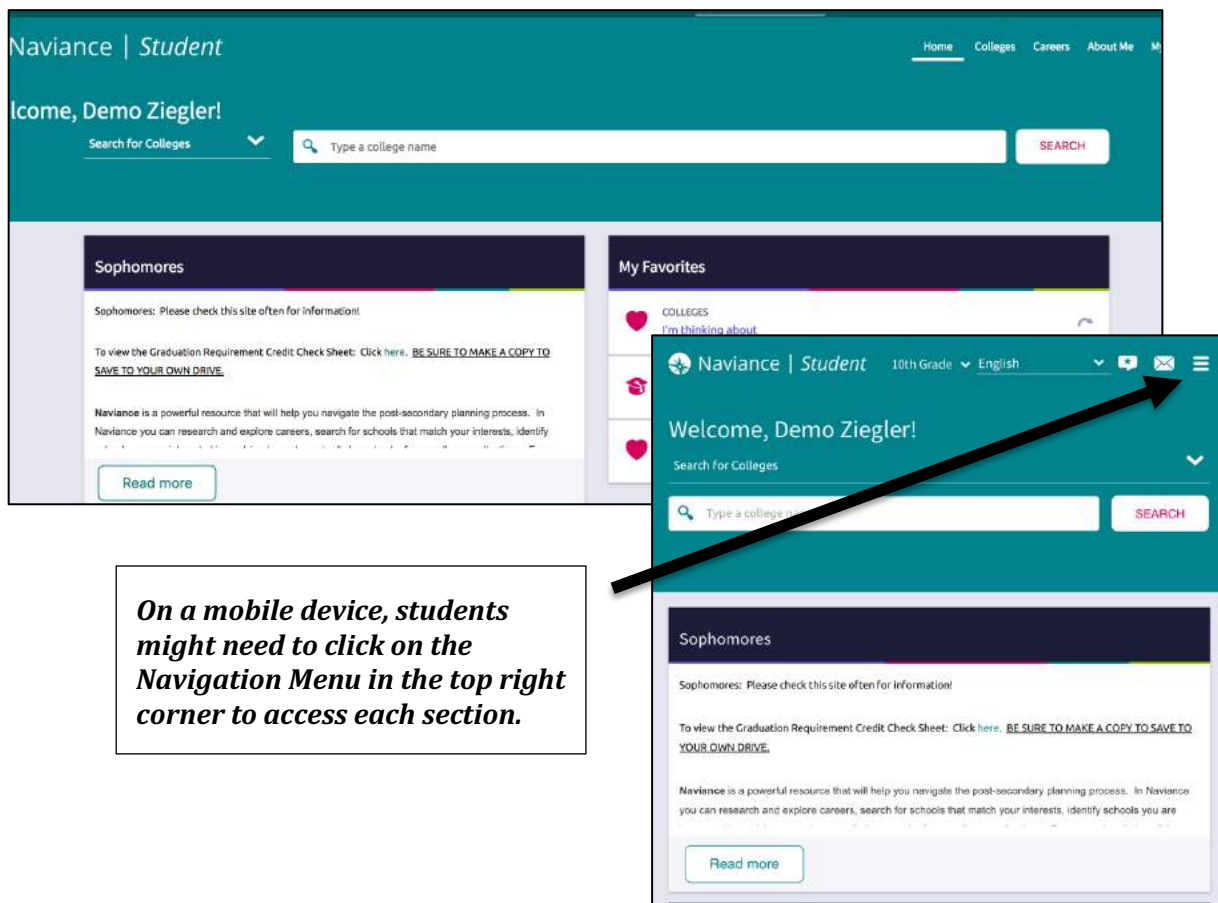 Naviance | Student
Home Colleges Careers About Me
lcome, Demo Ziegler!
Search for Colleges
Type a college name
SEARCH
Sophomores
Sophomores: Please check this site often for information!
To view the Graduation Requirement Credit Check Sheet: Click here. BE SURE TO MAKE A COPY TO
SAVE TO YOUR OWN DRIVE.
Naviance is a powerful resource that will help you navigate the post-secondary planning process. In
Naviance you can research and explore careers, search for schools that match your interests, identify
Read more
My Favorites
COLLEGES
I'm thinking about
Naviance | Student 10th Grade English
Welcome, Demo Ziegler!
Search for Colleges
Type a college
SEARCH
Sophomores
Sophomores: Please check this site often for information!
To view the Graduation Requirement Credit Check Sheet: Click here. BE SURE TO MAKE A COPY TO SAVE TO
YOUR OWN DRIVE.
Naviance is a powerful resource that will help you navigate the post-secondary planning process. In Naviance
you can research and explore careers, search for schools that match your interests, identify schools you are
Read more
On a mobile device, students
might need to click on the
Navigation Menu in the top right
corner to access each section.